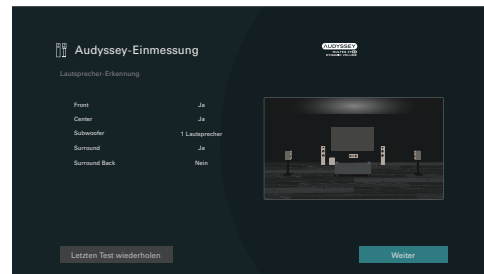 Audyssey-Einmessung
AUDYSSEY
Lautsprecher-Erkennung
Front Ja
Center Ja
Subwoofer 1 Lautsprecher
Surround Ja
Surround Back Nein
Letzten Test wiederholen
Weiter